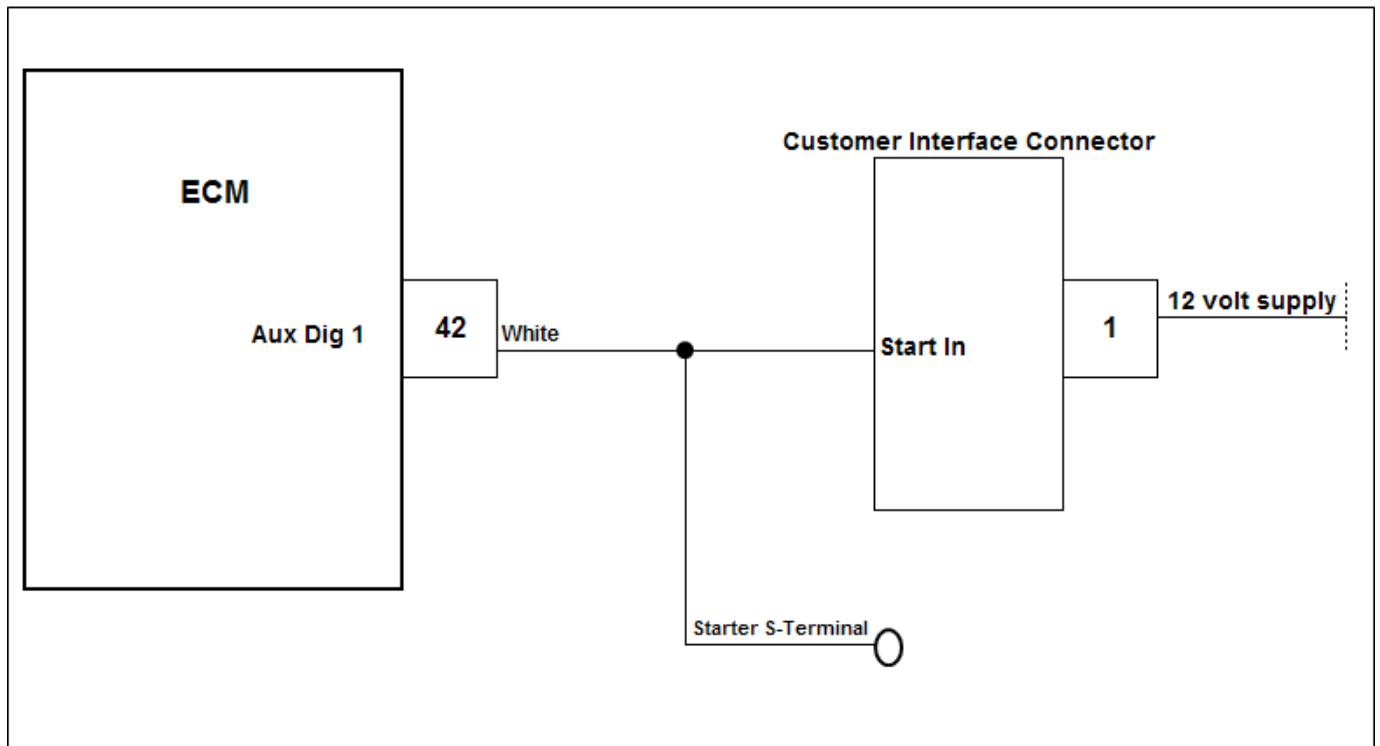 Customer Interface Connector
ECM
Aux Dig 1
42
White
Start In
1
12 volt supply
Starter S-Terminal